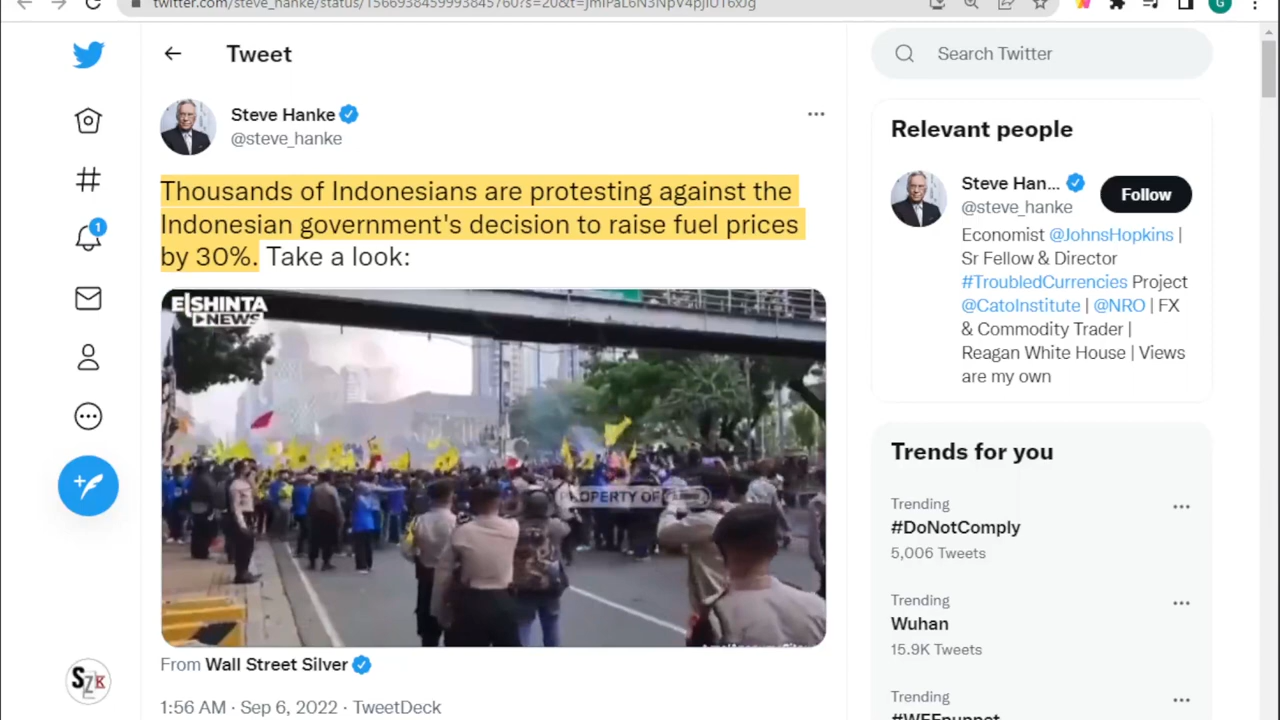 Tweet
Steve Hanke
@steve_hanke
Thousands of Indonesians are protesting against the
Indonesian government's decision to raise fuel prices
by 30%. Take a look:
ElSHINTA
NEWS
PROPERTY OF
From Wall Street Silver
1:56 AM · Sep 6, 2022 · TweetDeck
1
SZK
G
Search Twitter
Relevant people
Steve Han...
@steve_hanke
Follow
Economist @JohnsHopkins |
Sr Fellow & Director
#TroubledCurrencies Project
@CatoInstitute | @NRO | FX
& Commodity Trader |
Reagan White House | Views
are my own
Trends for you
Trending
#DoNotComply
5,006 Tweets
Trending
Wuhan
15.9K Tweets
Trending
#WEFpuppet